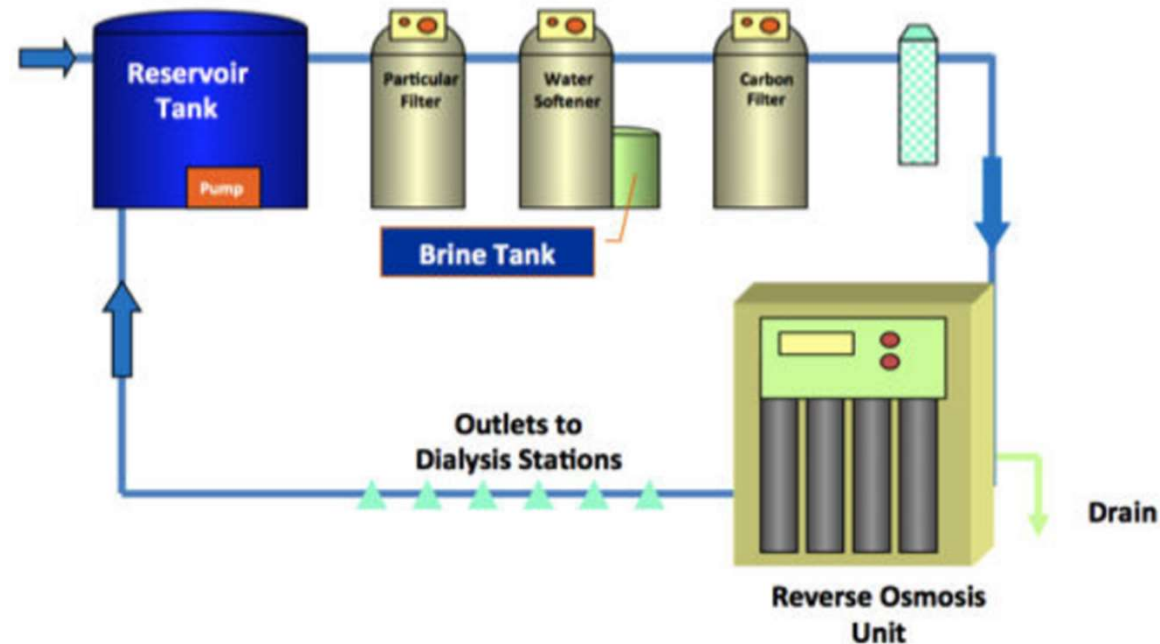 Reservoir
Tank
Pump
Particular
Filter
Water
Softener
Carbon
Filter
Brine Tank
Outlets to
Dialysis Stations
Drain
Reverse Osmosis
Unit